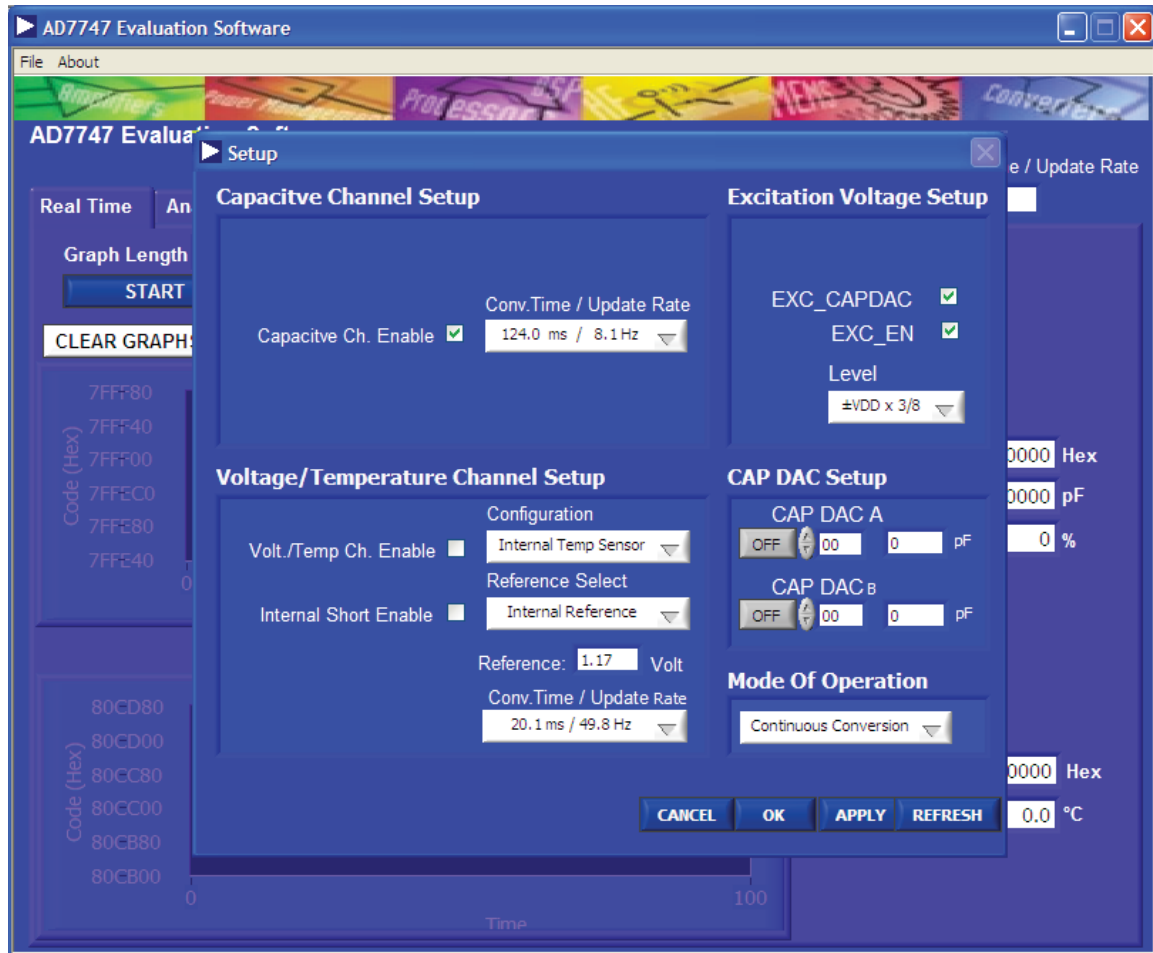 AD7747 Evaluation Software
File About
Amplifiers Power Management Processor DSP MEMS Converters
AD7747 Evalua
e / Update Rate
Real Time An
Graph Length
START
CLEAR GRAPH
7FFF80
7FFF40
7FFF00
7FFEC0
7FFE80
7FFE40
Code (Hex)
0
Setup
Capacitve Channel Setup
Capacitve Ch. Enable
Conv.Time / Update Rate
124.0 ms / 8.1 Hz
Excitation Voltage Setup
EXC_CAPDAC
EXC_EN
Level
±VDD x 3/8
Voltage/Temperature Channel Setup
Configuration
Volt./Temp Ch. Enable Internal Temp Sensor
Reference Select
Internal Short Enable Internal Reference
Reference: 1.17 Volt
Conv.Time / Update Rate
20.1 ms / 49.8 Hz
CAP DAC Setup
CAP DAC A
OFF 00 0 pF
CAP DAC B
OFF 00 0 pF
Mode Of Operation
Continuous Conversion
CANCEL OK APPLY REFRESH
0000 Hex
0000 pF
0 %
80CD80
80CD00
80CC80
80CC00
80CB80
80CB00
Code (Hex)
0 100
Time
0000 Hex
0.0 °C